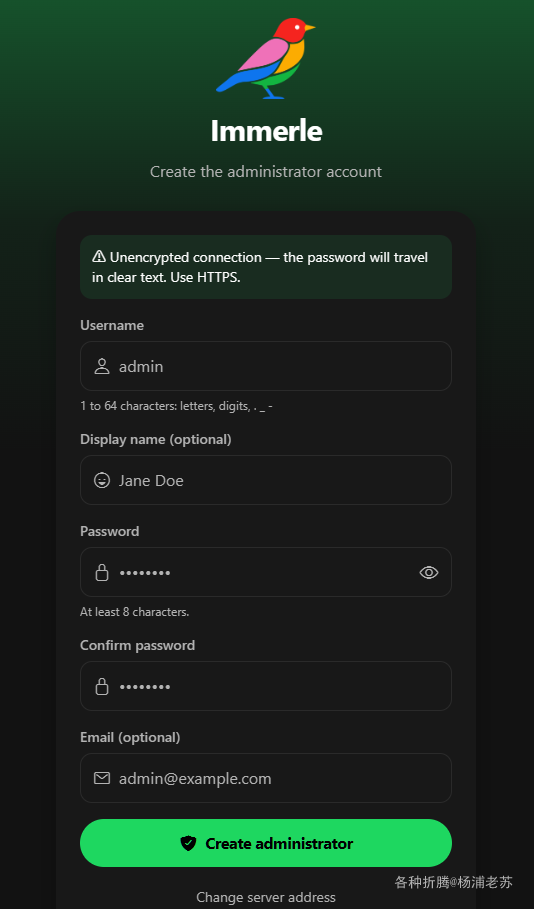 Immerle
Create the administrator account
⚠ Unencrypted connection — the password will travel
in clear text. Use HTTPS.
Username
admin
1 to 64 characters: letters, digits, . _ -
Display name (optional)
Jane Doe
Password
••••••••
At least 8 characters.
Confirm password
••••••••
Email (optional)
admin@example.com
Create administrator
各种折腾@杨浦老苏
Change server address